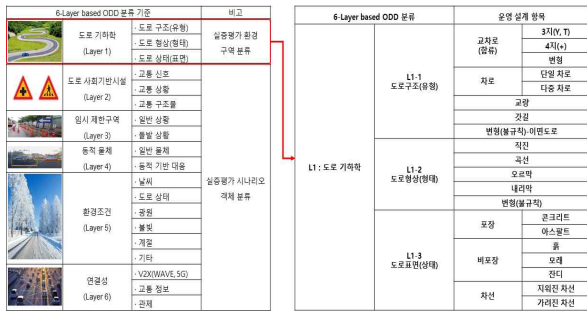 6-Layer based ODD 분류 기준
비고
도로 기하학
(Layer 1)
· 도로 구조(유형)
· 도로 형상(형태)
· 도로 상태(표면)
실증평가 환경
구역 분류
도로 사회기반시설
(Layer 2)
· 교통 신호
· 교통 상황
· 교통 구조물
임시 제한구역
(Layer 3)
· 일반 상황
· 돌발 상황
동적 물체
(Layer 4)
· 일반 물체
· 동적 기반 대응
환경조건
(Layer 5)
· 날씨
· 도로 상태
· 광원
· 불빛
· 계절
· 기타
연결성
(Layer 6)
· V2X(WAVE, 5G)
· 교통 정보
· 관제
실증평가 시나리오
객체 분류
6-Layer based ODD 분류
운영 설계 항목
L1 : 도로 기하학
L1-1
도로구조(유형)
교차로
(합류)
3지(Y, T)
4지(+)
변형
차로
단일 차로
다중 차로
교량
갓길
변형(불규칙)-이면도로
L1-2
도로형상(형태)
직진
곡선
오르막
내리막
변형(불규칙)
L1-3
도로표면(상태)
포장
콘크리트
아스팔트
비포장
흙
모래
잔디
차선
지워진 차선
가려진 차선